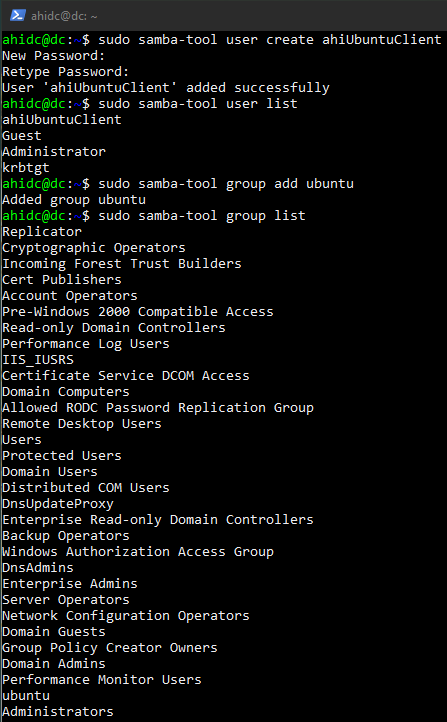 ahidc@dc: ~
ahidc@dc:~$ sudo samba-tool user create ahiUbuntuClient
New Password:
Retype Password:
User 'ahiUbuntuClient' added successfully
ahidc@dc:~$ sudo samba-tool user list
ahiUbuntuClient
Guest
Administrator
krbtgt
ahidc@dc:~$ sudo samba-tool group add ubuntu
Added group ubuntu
ahidc@dc:~$ sudo samba-tool group list
Replicator
Cryptographic Operators
Incoming Forest Trust Builders
Cert Publishers
Account Operators
Pre-Windows 2000 Compatible Access
Read-only Domain Controllers
Performance Log Users
IIS_IUSRS
Certificate Service DCOM Access
Domain Computers
Allowed RODC Password Replication Group
Remote Desktop Users
Users
Protected Users
Domain Users
Distributed COM Users
DnsUpdateProxy
Enterprise Read-only Domain Controllers
Backup Operators
Windows Authorization Access Group
DnsAdmins
Enterprise Admins
Server Operators
Network Configuration Operators
Domain Guests
Group Policy Creator Owners
Domain Admins
Performance Monitor Users
ubuntu
Administrators